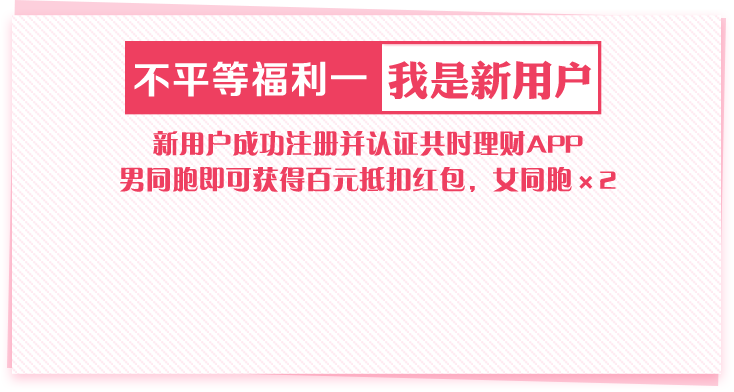 不平等福利一 我是新用户
新用户成功注册并认证共时理财APP
男同胞即可获得百元抵扣红包，女同胞×2